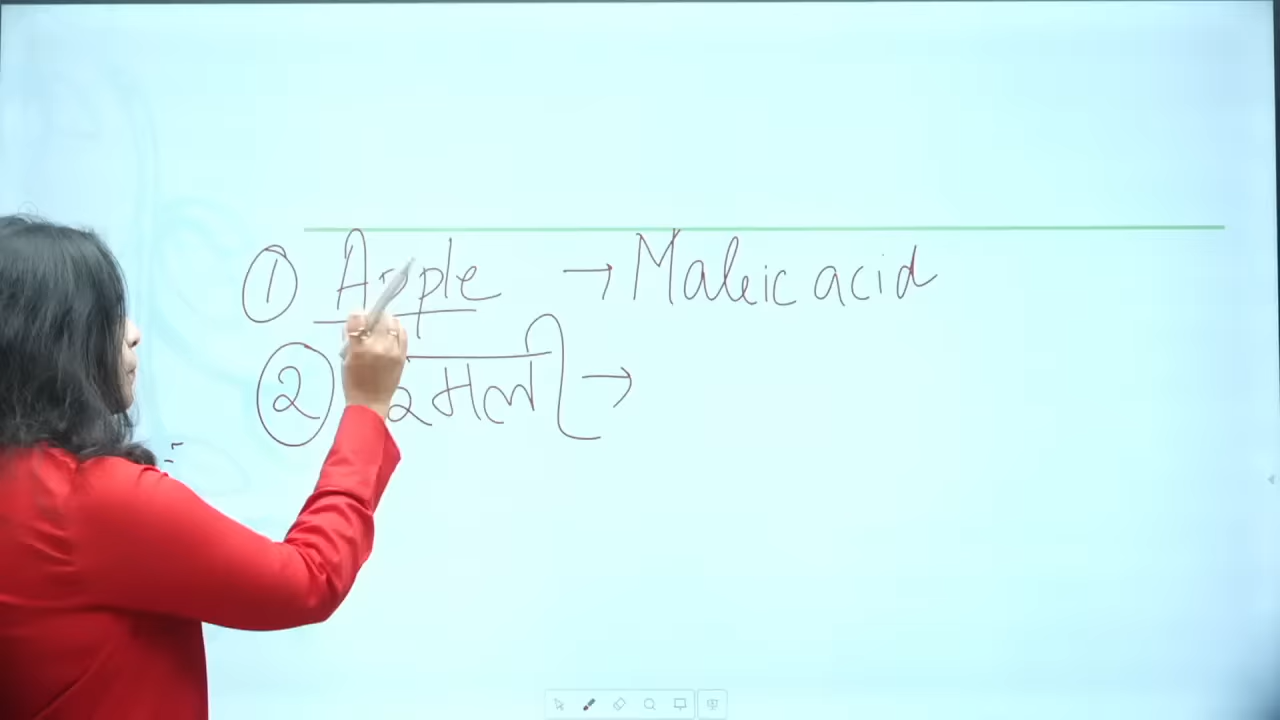 ① Apple → Maleic acid
② इमली →